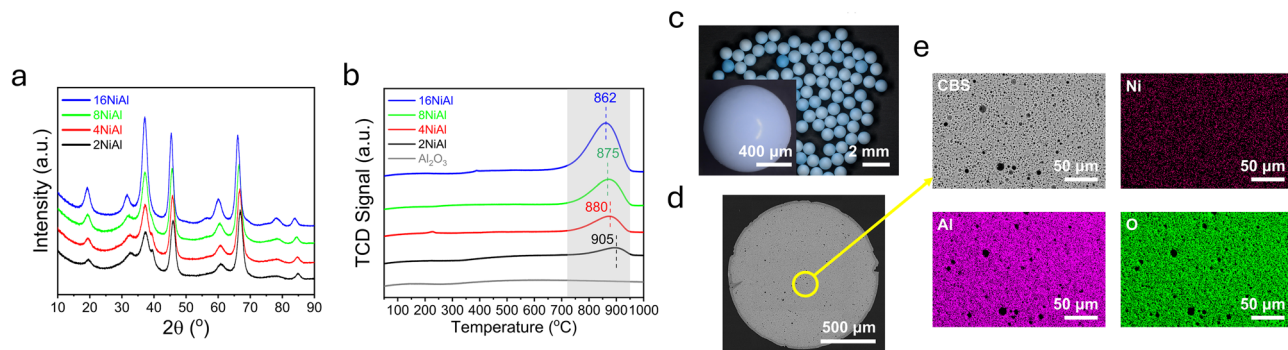 a
16NiAl
8NiAl
4NiAl
2NiAl
Intensity (a.u.)
10 20 30 40 50 60 70 80 90
2θ (°)
b
16NiAl
8NiAl
4NiAl
2NiAl
Al₂O₃
862
875
880
905
TCD Signal (a.u.)
100 200 300 400 500 600 700 800 900 1000
Temperature (°C)
c
400 µm
2 mm
d
500 µm
e
CBS
50 µm
Ni
50 µm
Al
50 µm
O
50 µm